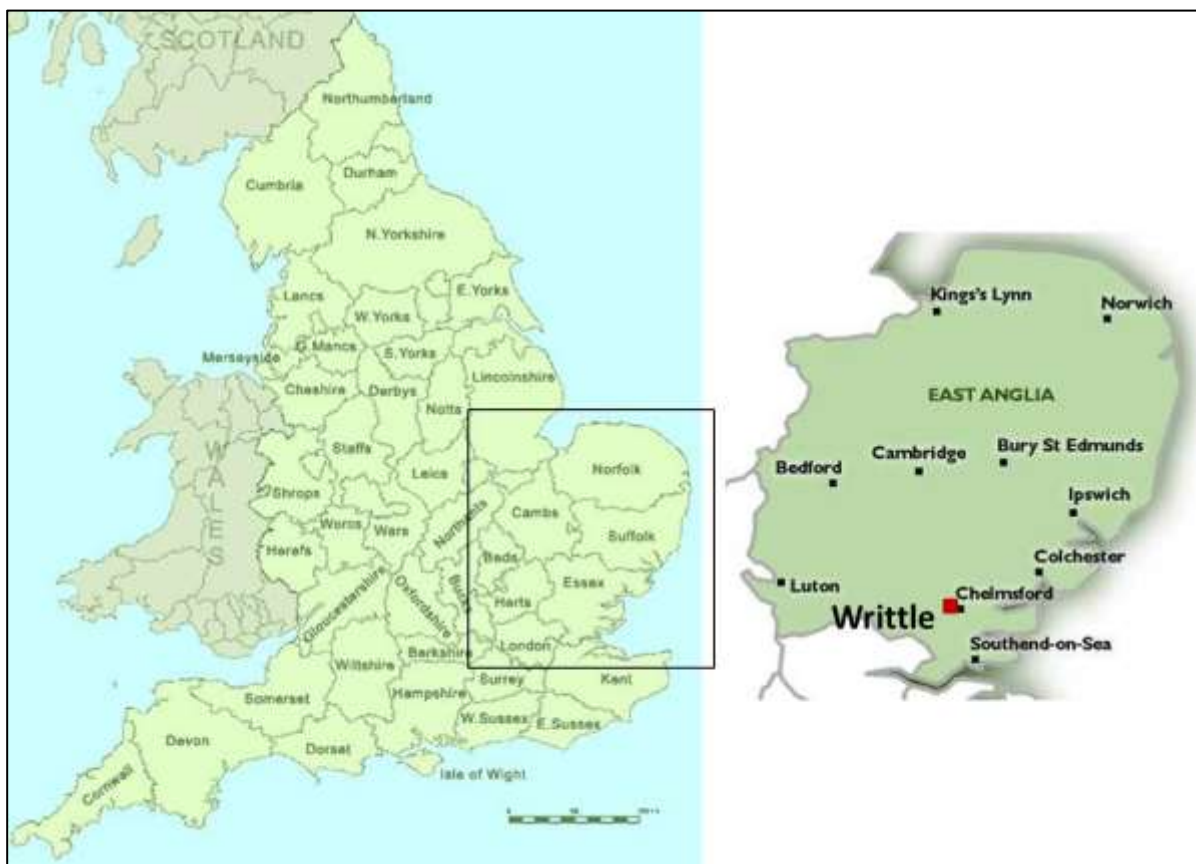 SCOTLAND
Northumberland
Durham
Cumbria
N.Yorkshire
Lancs
E.Yorks
W.Yorks
G.Mancs
S.Yorks
Merseyside
Cheshire
Derbys
Lincolnshire
Notts
Staffs
Leics
Norfolk
WALES
Shrops
Worcs
Wars
Northants
Cambs
Suffolk
Herefs
Beds
Essex
Gloucestershire
Oxfordshire
Bucks
Herts
London
Berkshire
Wiltshire
Surrey
Kent
Hampshire
Somerset
W.Sussex
E.Sussex
Devon
Dorset
Cornwall
Isle of Wight
King's Lynn
Norwich
EAST ANGLIA
Bury St Edmunds
Cambridge
Bedford
Ipswich
Colchester
Luton
Chelmsford
Writtle
Southend-on-Sea